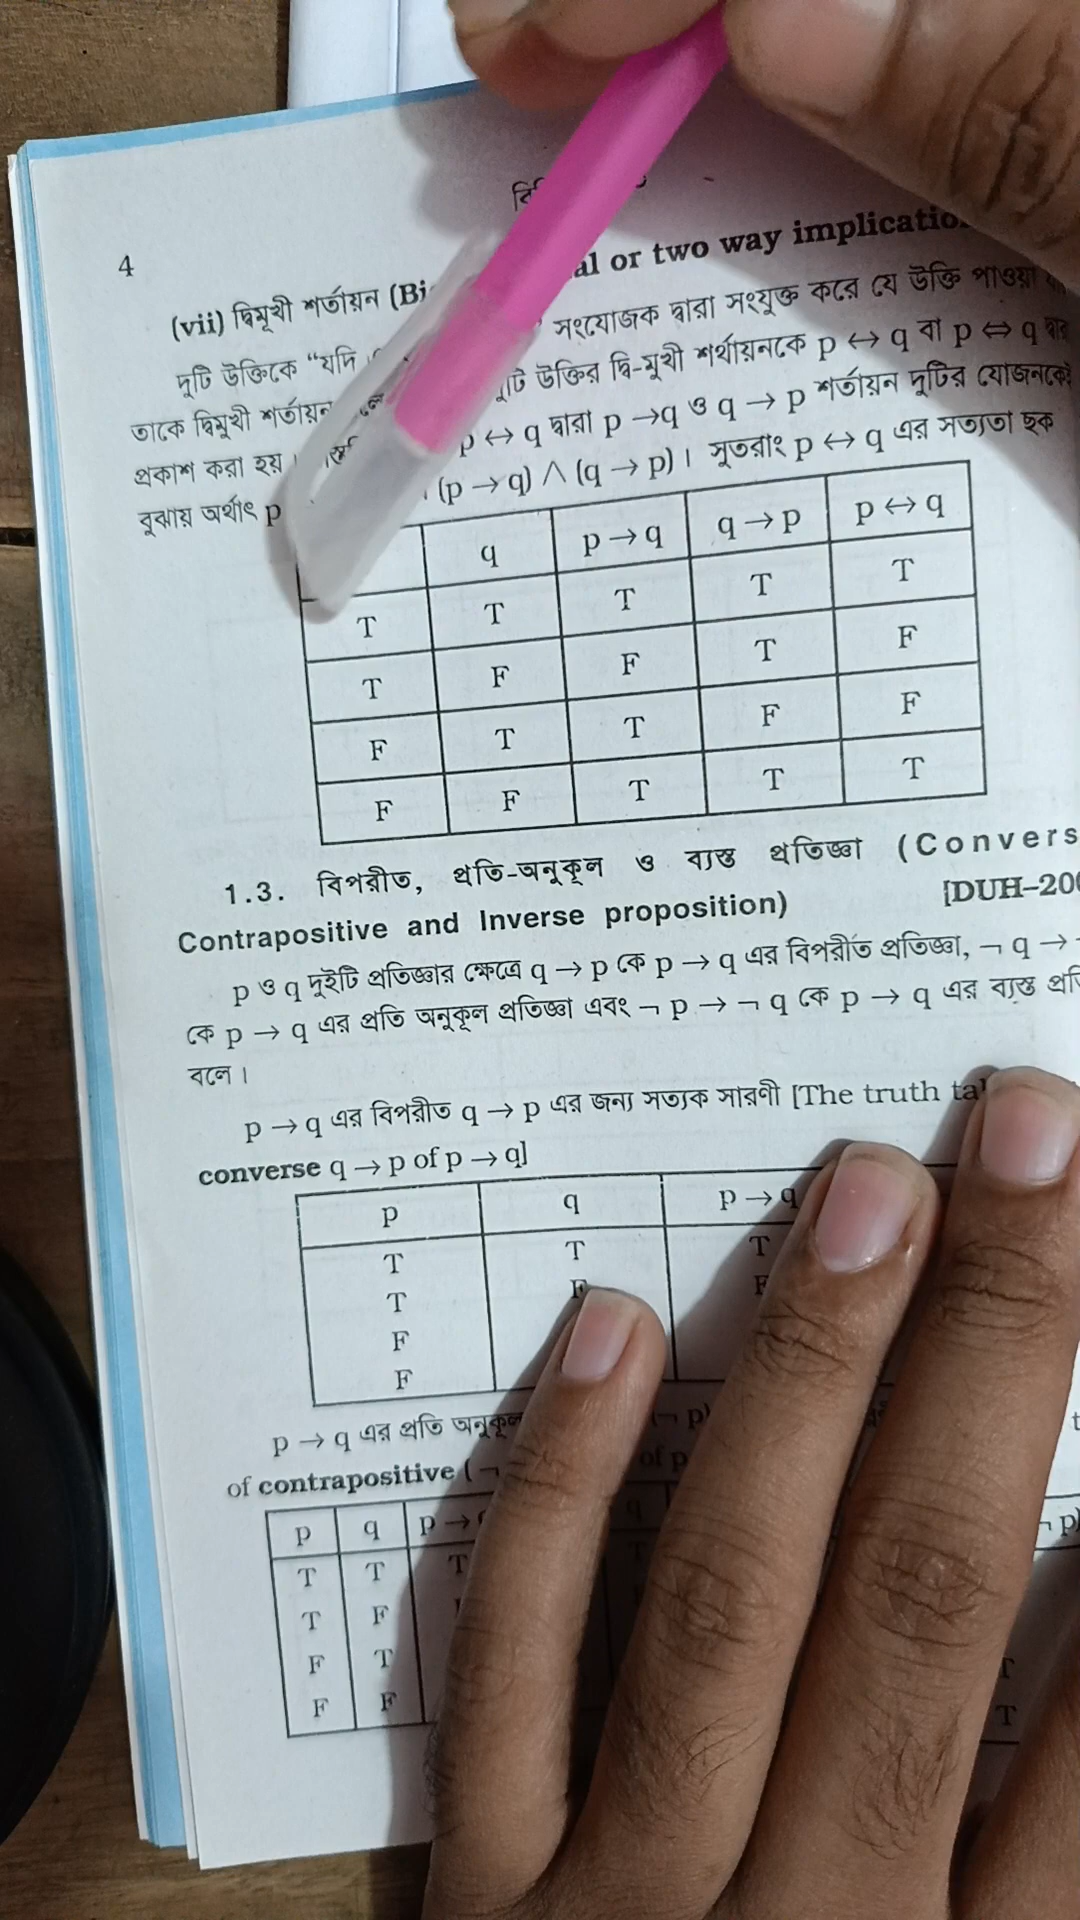 4
al or two way implicatio
(vii) দ্বিমুখী শর্তায়ন (Bi
দুটি উক্তিকে “যদি সংযোজক দ্বারা সংযুক্ত করে যে উক্তি পাওয়া
তাকে দ্বিমুখী শর্তায়ন উক্তির দ্বি-মুখী শর্থায়নকে p ↔ q বা p ⇔ q দ্বারা
প্রকাশ করা হয়। p ↔ q দ্বারা p → q ও q → p শর্তায়ন দুটির যোজনকেই
বুঝায় অর্থাৎ p (p → q) ∧ (q → p)। সুতরাং p ↔ q এর সত্যতা ছক
q p → q q → p p ↔ q
T T T T T
T F F T F
F T T F F
F F T T T
1.3. বিপরীত, প্রতি-অনুকূল ও ব্যস্ত প্রতিজ্ঞা (Convers
Contrapositive and Inverse proposition) [DUH–200
p ও q দুইটি প্রতিজ্ঞার ক্ষেত্রে q → p কে p → q এর বিপরীত প্রতিজ্ঞা, ¬ q →
কে p → q এর প্রতি অনুকূল প্রতিজ্ঞা এবং ¬ p → ¬ q কে p → q এর ব্যস্ত প্রতি
বলে।
p → q এর বিপরীত q → p এর জন্য সত্যক সারণী [The truth ta
converse q → p of p → q]
p q p → q
T T T
T F F
F
F
p → q এর প্রতি অনুকূল (¬ p)
of contrapositive (¬ of p
p q p → q ¬ p)
T T T
T F
F T
F F T